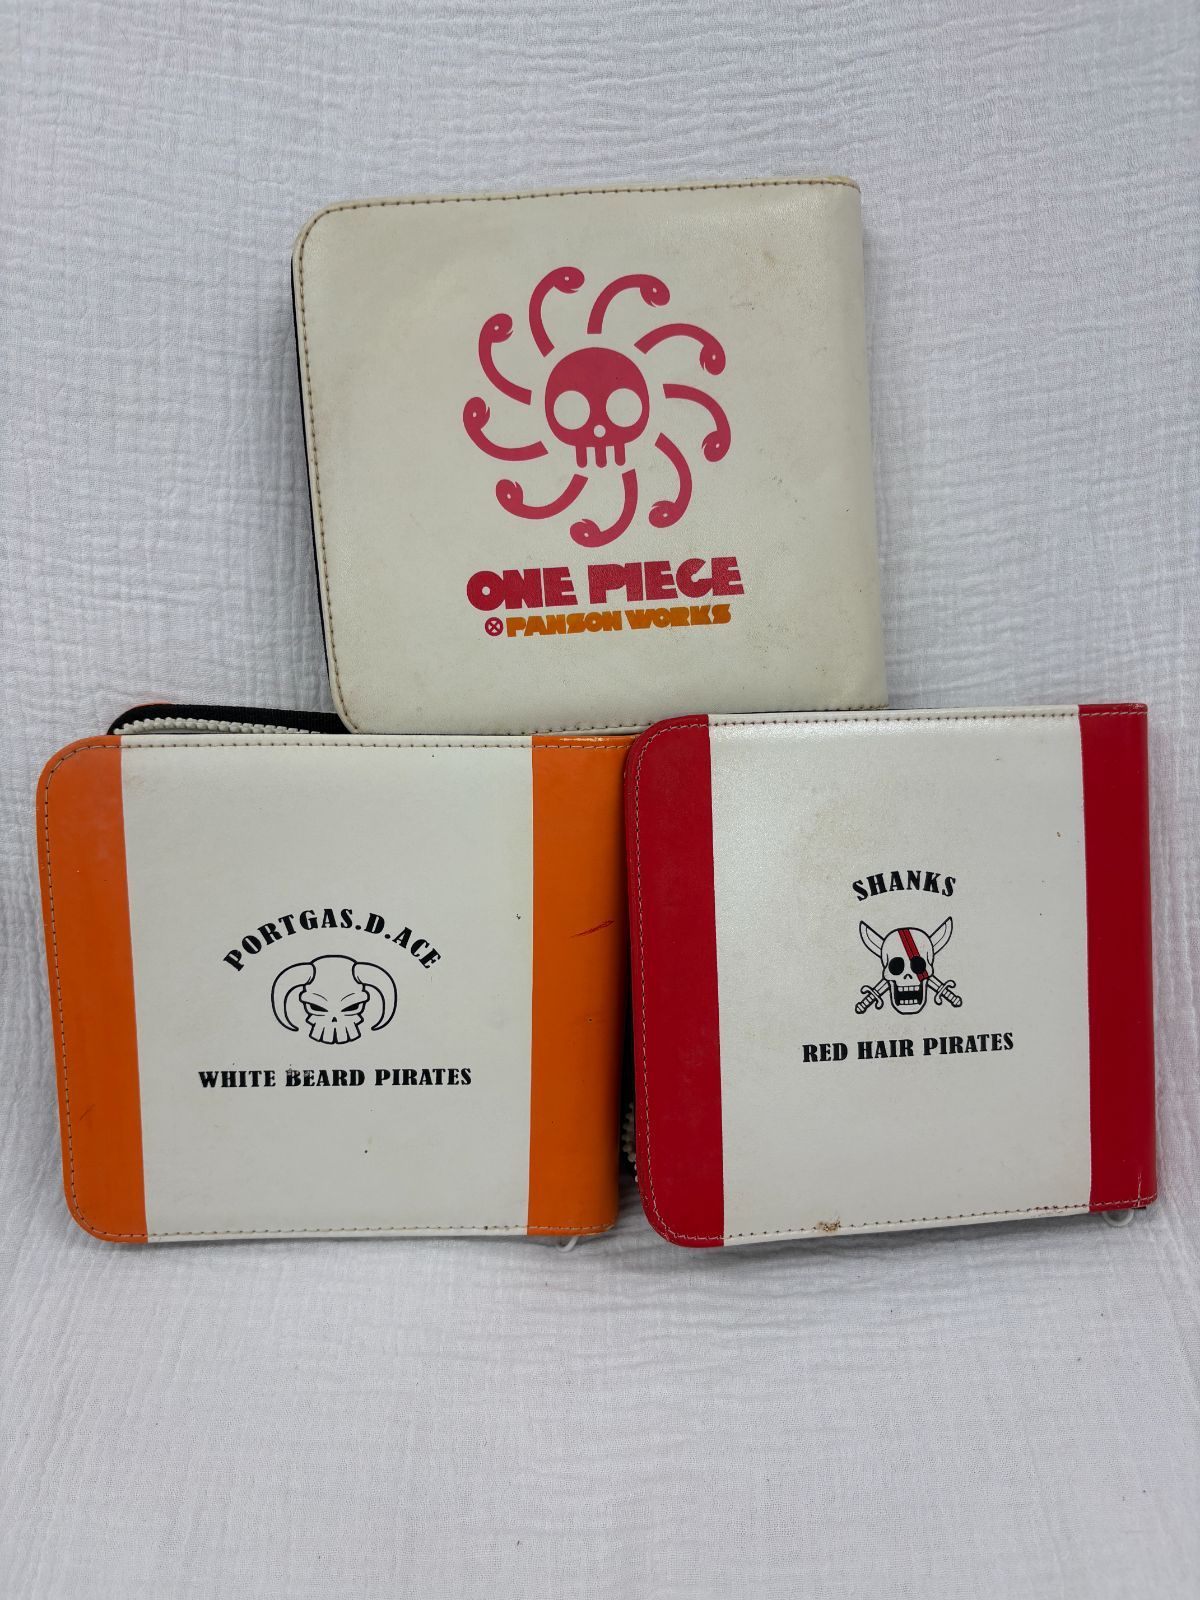 ONE PIECE
PANSON WORKS
PORTGAS.D.ACE
WHITE BEARD PIRATES
SHANKS
RED HAIR PIRATES